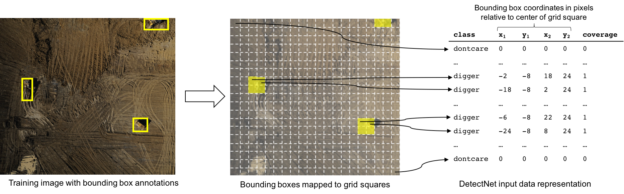 Bounding box coordinates in pixels
relative to center of grid square
class x₁ y₁ x₂ y₂ coverage
dontcare 0 0 0 0 0
… … … … … …
digger -2 -8 18 24 1
digger -18 -8 2 24 1
… … … … … …
digger -6 -8 22 24 1
digger -24 -8 8 24 1
… … … … … …
dontcare 0 0 0 0 0
Training image with bounding box annotations
Bounding boxes mapped to grid squares
DetectNet input data representation